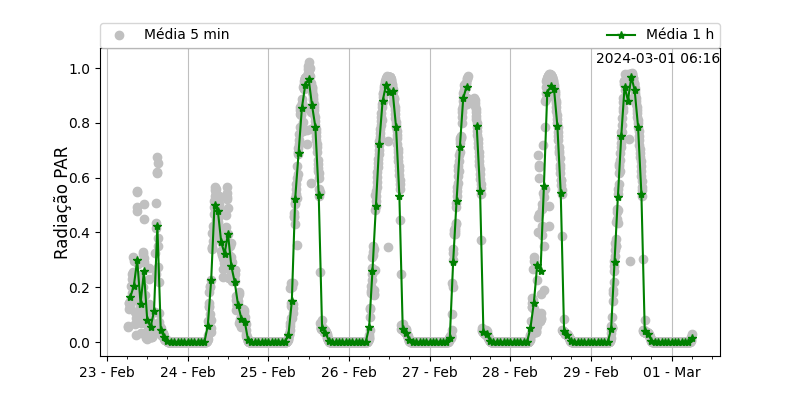 Média 5 min
Média 1 h
2024-03-01 06:16
Radiação PAR
1.0
0.8
0.6
0.4
0.2
0.0
23 - Feb
24 - Feb
25 - Feb
26 - Feb
27 - Feb
28 - Feb
29 - Feb
01 - Mar